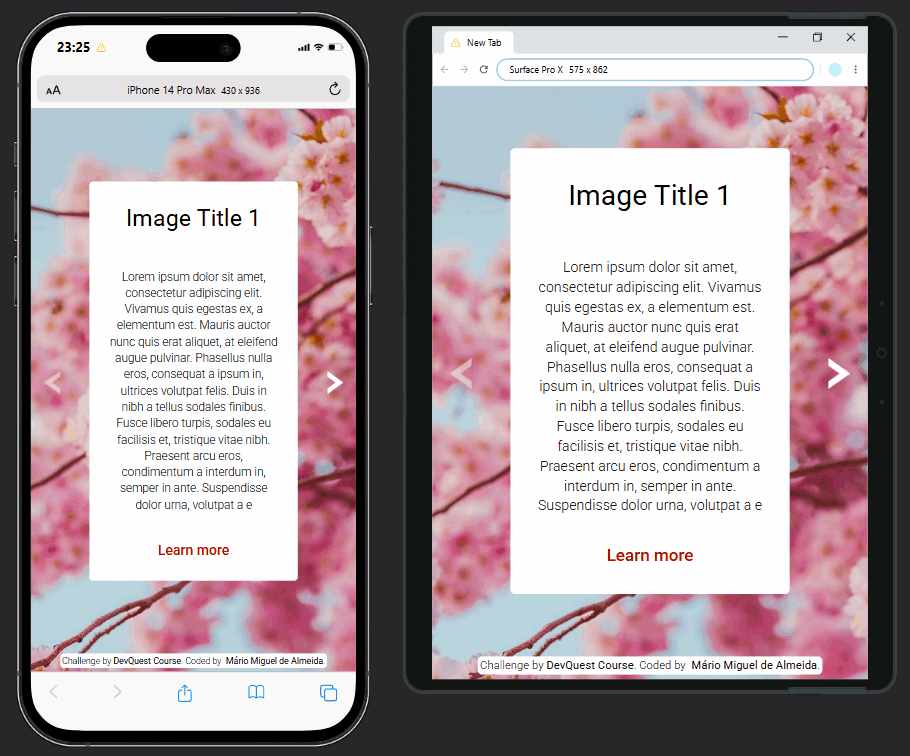 23:25
AA
iPhone 14 Pro Max 430 x 936
Image Title 1
Lorem ipsum dolor sit amet,
consectetur adipiscing elit.
Vivamus quis egestas ex, a
elementum est. Mauris auctor
nunc quis erat aliquet, at eleifend
augue pulvinar. Phasellus nulla
eros, consequat a ipsum in,
ultrices volutpat felis. Duis in
nibh a tellus sodales finibus.
Fusce libero turpis, sodales eu
facilisis et, tristique vitae nibh.
Praesent arcu eros,
condimentum a interdum in,
semper in ante. Suspendisse
dolor urna, volutpat a e
Learn more
Challenge by DevQuest Course. Coded by Mário Miguel de Almeida.
New Tab
Surface Pro X 575 x 862
Image Title 1
Lorem ipsum dolor sit amet,
consectetur adipiscing elit. Vivamus
quis egestas ex, a elementum est.
Mauris auctor nunc quis erat
aliquet, at eleifend augue pulvinar.
Phasellus nulla eros, consequat a
ipsum in, ultrices volutpat felis. Duis
in nibh a tellus sodales finibus.
Fusce libero turpis, sodales eu
facilisis et, tristique vitae nibh.
Praesent arcu eros, condimentum a
interdum in, semper in ante.
Suspendisse dolor urna, volutpat a e
Learn more
Challenge by DevQuest Course. Coded by Mário Miguel de Almeida.